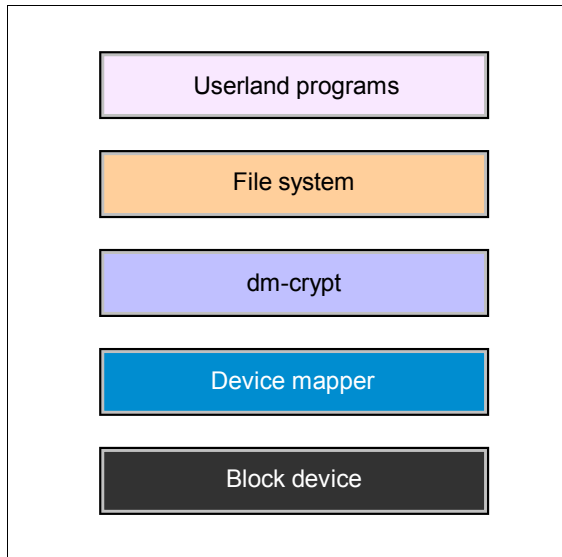 Userland programs
File system
dm-crypt
Device mapper
Block device